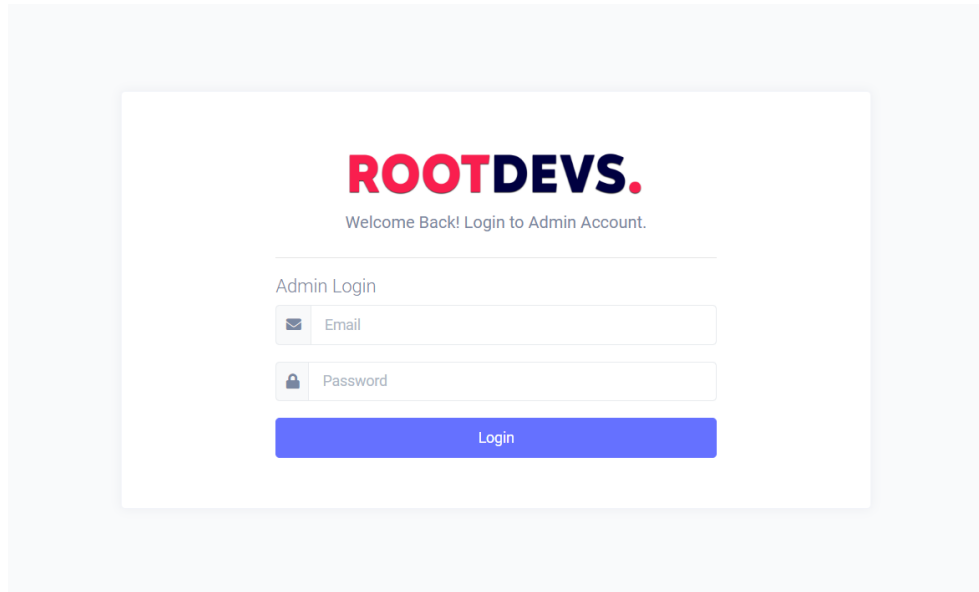 ROOTDEVS.
Welcome Back! Login to Admin Account.
Admin Login
Email
Password
Login